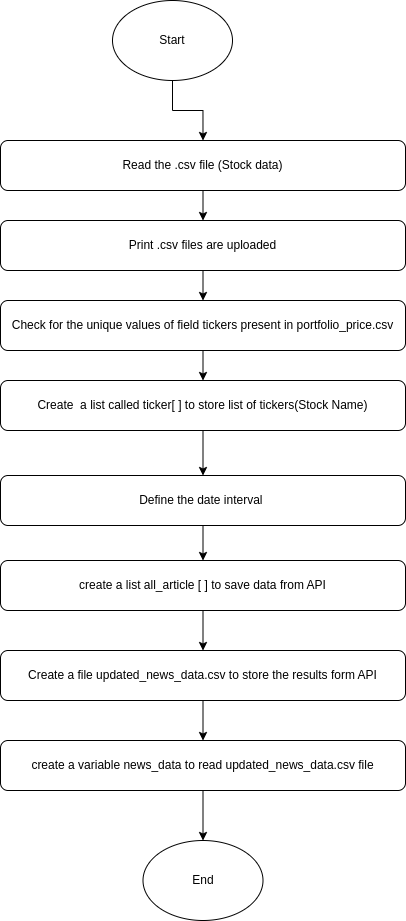 Start
Read the .csv file (Stock data)
Print .csv files are uploaded
Check for the unique values of field tickers present in portfolio_price.csv
Create  a list called ticker[ ] to store list of tickers(Stock Name)
Define the date interval
create a list all_article [ ] to save data from API
Create a file updated_news_data.csv to store the results form API
create a variable news_data to read updated_news_data.csv file
End